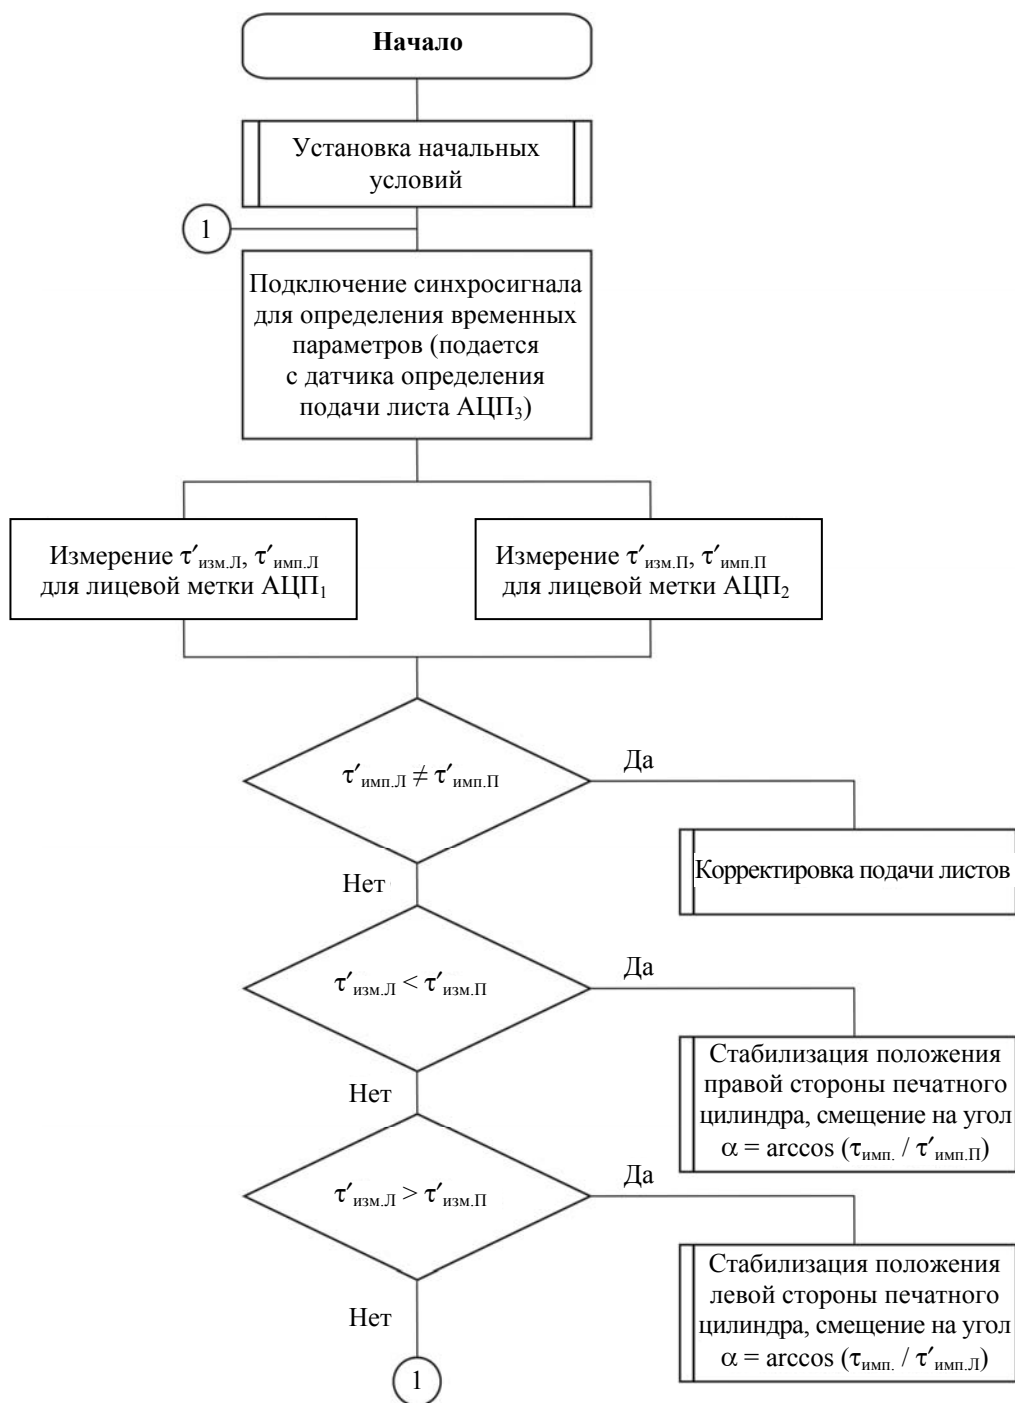 Начало
Установка начальных
условий
1
Подключение синхросигнала
для определения временных
параметров (подается
с датчика определения
подачи листа АЦП₃)
Измерение τ′изм.Л, τ′имп.Л
для лицевой метки АЦП₁
Измерение τ′изм.П, τ′имп.П
для лицевой метки АЦП₂
τ′имп.Л ≠ τ′имп.П
Да
Корректировка подачи листов
Нет
τ′изм.Л < τ′изм.П
Да
Стабилизация положения
правой стороны печатного
цилиндра, смещение на угол
α = arccos (τимп. / τ′имп.П)
Нет
τ′изм.Л > τ′изм.П
Да
Стабилизация положения
левой стороны печатного
цилиндра, смещение на угол
α = arccos (τимп. / τ′имп.Л)
Нет
1